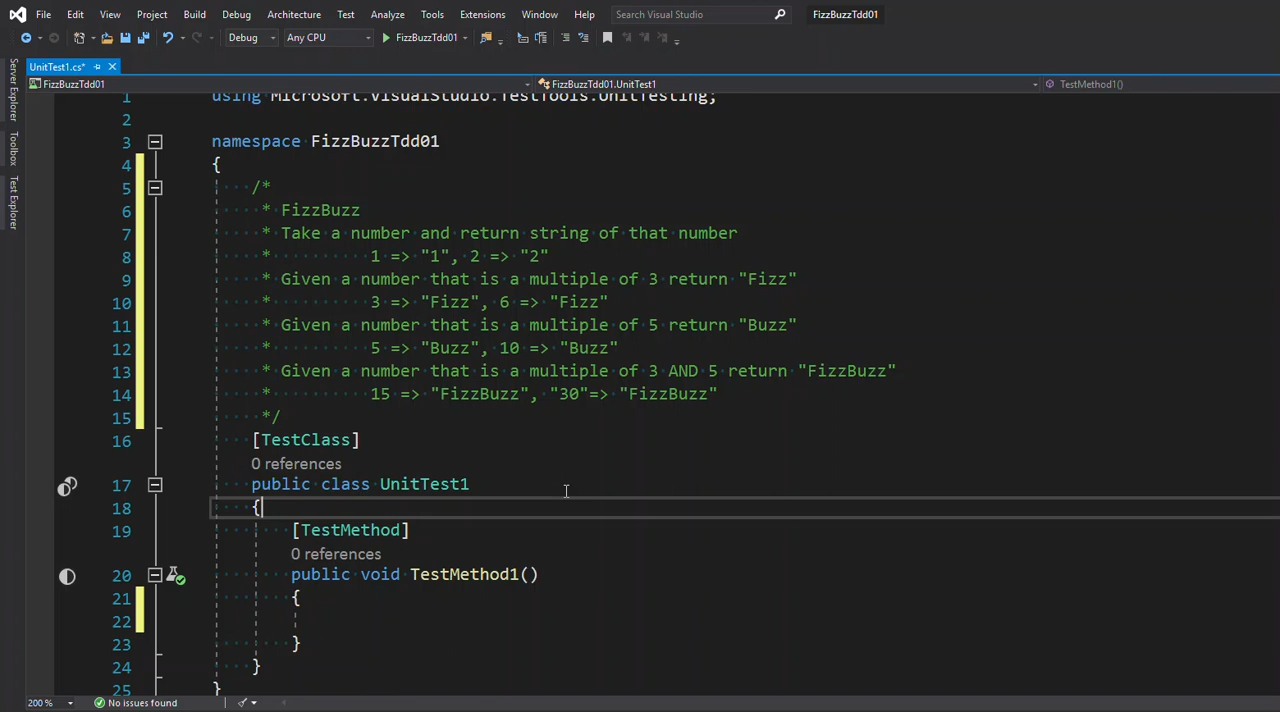 File Edit View Project Build Debug Architecture Test Analyze Tools Extensions Window Help Search Visual Studio FizzBuzzTdd01
Debug Any CPU FizzBuzzTdd01
UnitTest1.cs*
FizzBuzzTdd01 FizzBuzzTdd01.UnitTest1 TestMethod1()
Server Explorer
Toolbox
Test Explorer
1 using Microsoft.VisualStudio.TestTools.UnitTesting;
2
3 namespace FizzBuzzTdd01
4 {
5 /*
6 * FizzBuzz
7 * Take a number and return string of that number
8 * 1 => "1", 2 => "2"
9 * Given a number that is a multiple of 3 return "Fizz"
10 * 3 => "Fizz", 6 => "Fizz"
11 * Given a number that is a multiple of 5 return "Buzz"
12 * 5 => "Buzz", 10 => "Buzz"
13 * Given a number that is a multiple of 3 AND 5 return "FizzBuzz"
14 * 15 => "FizzBuzz", "30"=> "FizzBuzz"
15 */
16 [TestClass]
0 references
17 public class UnitTest1
18 {
19 [TestMethod]
0 references
20 public void TestMethod1()
21 {
22
23 }
24 }
25 }
200 % No issues found